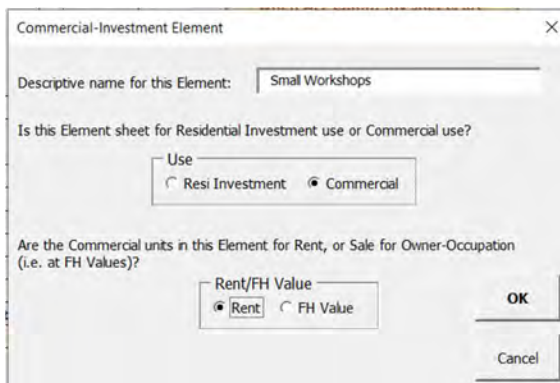 Commercial-Investment Element
Descriptive name for this Element: Small Workshops
Is this Element sheet for Residential Investment use or Commercial use?
Use
Resi Investment Commercial
Are the Commercial units in this Element for Rent, or Sale for Owner-Occupation
(i.e. at FH Values)?
Rent/FH Value
Rent FH Value
OK
Cancel